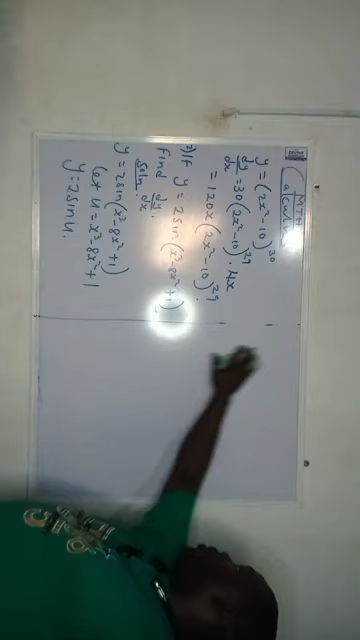 MTH
Calculus
y = (2x² - 10)³⁰
dy/dx = 30(2x² - 10)²⁹ · 4x
= 120x(2x² - 10)²⁹.
2) If y = 2sin(x³ - 8x² + 1)
find dy/dx.
Soln
y = 2sin(x³ - 8x² + 1)
let u = x³ - 8x² + 1
y = 2sinu.